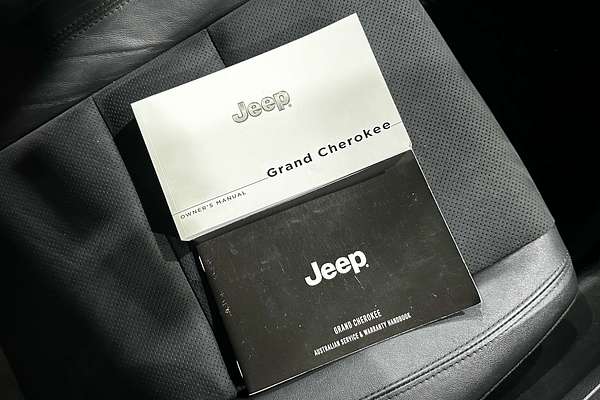 Jeep
Grand Cherokee
OWNER'S MANUAL
Jeep
GRAND CHEROKEE
AUSTRALIAN SERVICE & WARRANTY HANDBOOK